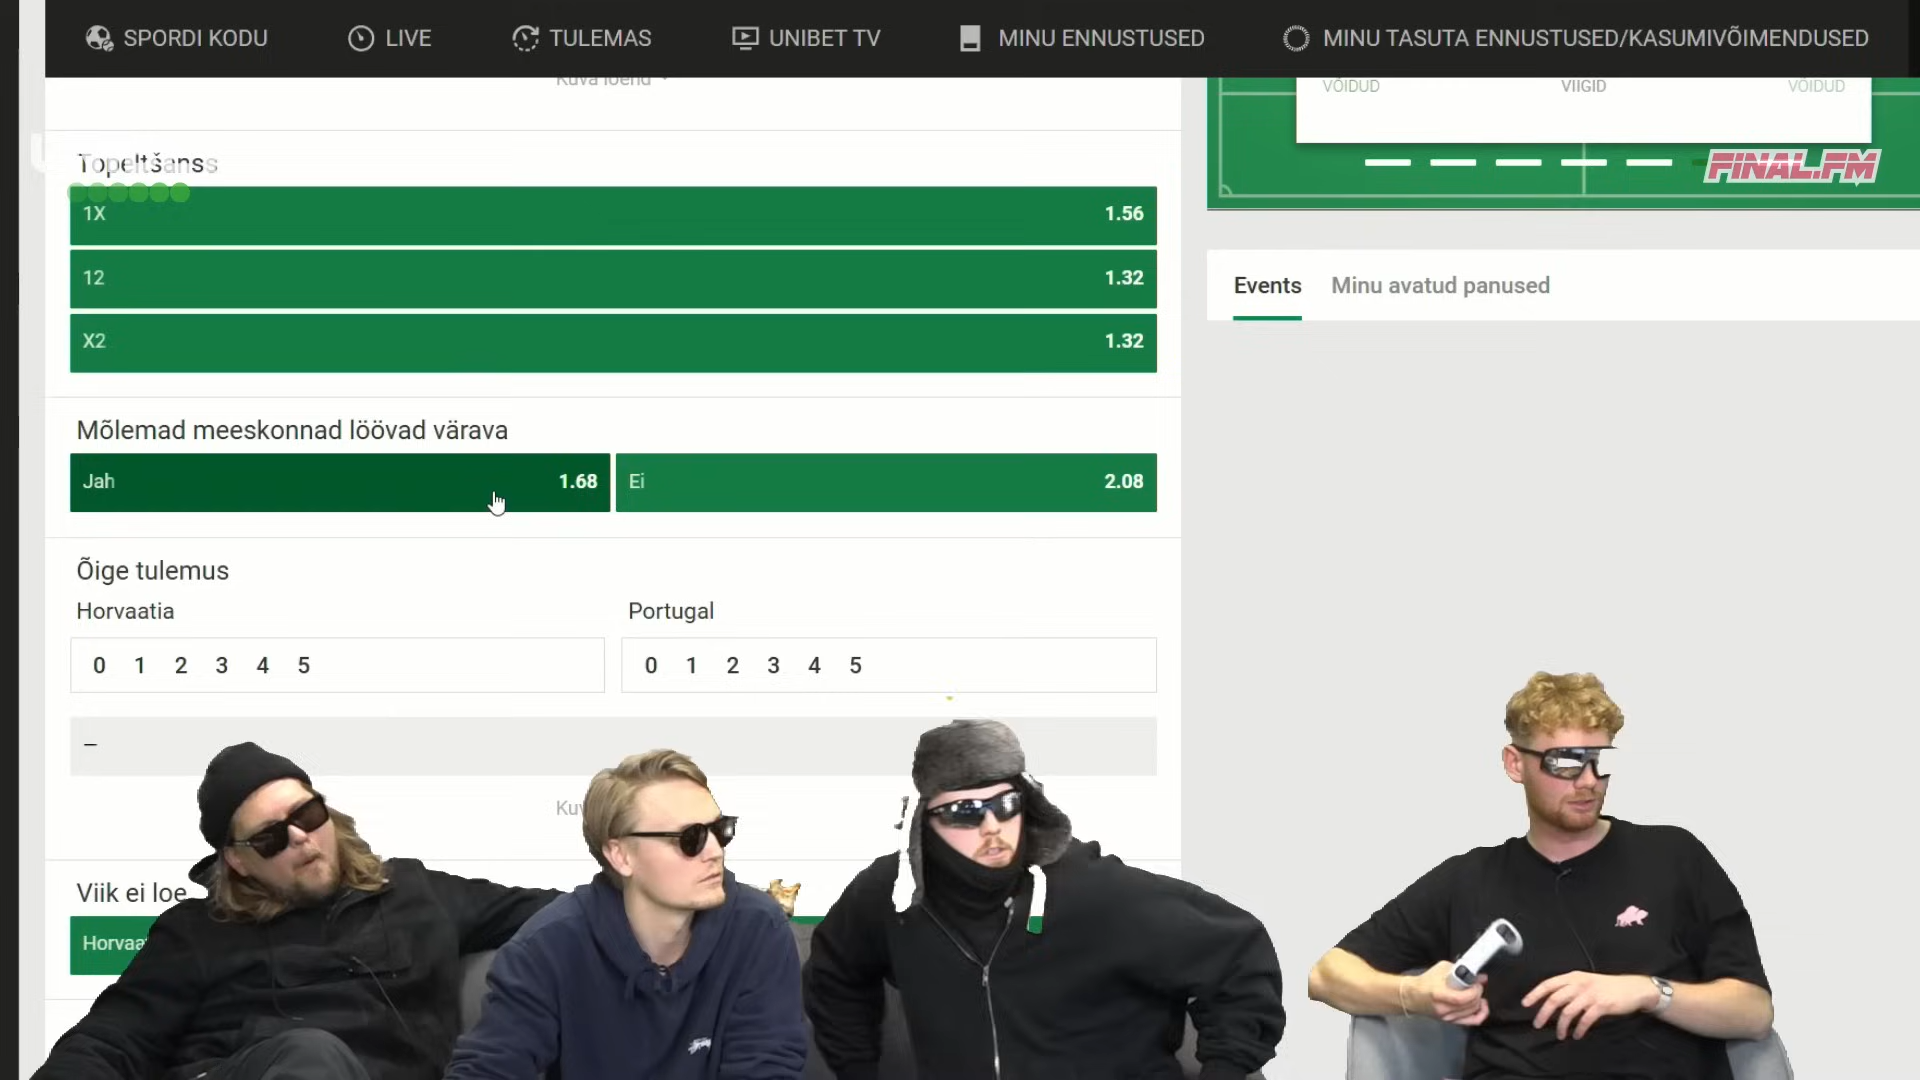 SPORDI KODU
LIVE
TULEMAS
UNIBET TV
MINU ENNUSTUSED
MINU TASUTA ENNUSTUSED/KASUMIVÕIMENDUSED
Kuva loend
VÕIDUD
VIIGID
VÕIDUD
FINAL.FM
Topeltšanss
1X 1.56
12 1.32
X2 1.32
Events
Minu avatud panused
Mõlemad meeskonnad löövad värava
Jah 1.68
Ei 2.08
Õige tulemus
Horvaatia
Portugal
0 1 2 3 4 5
0 1 2 3 4 5
–
Viik ei loe